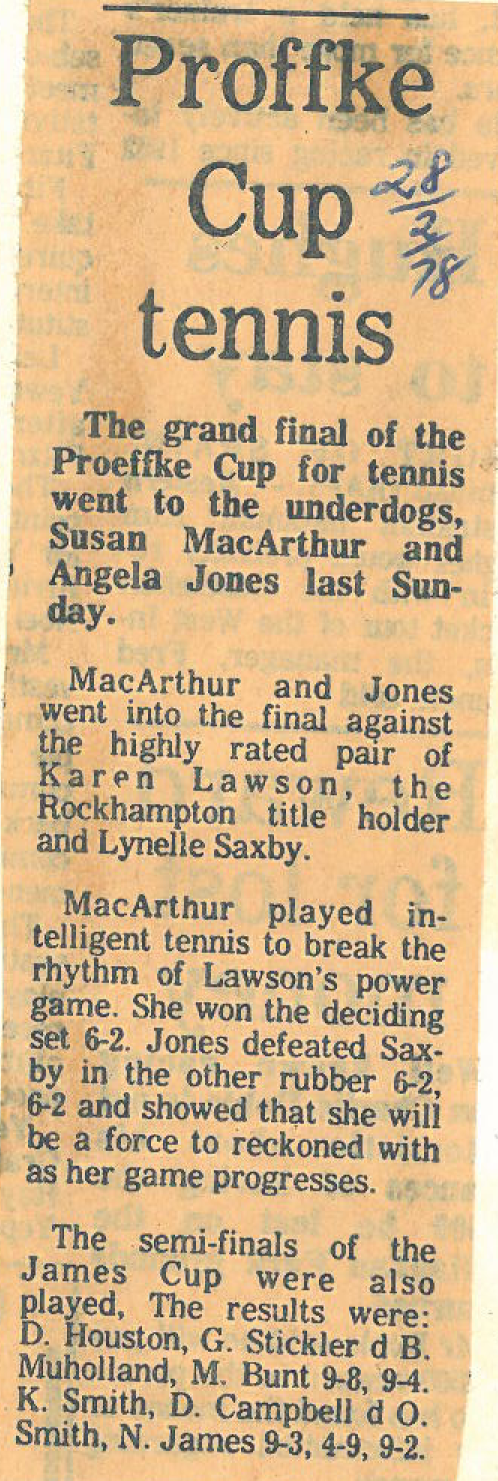 Proffke
Cup
tennis
28/2/78
The grand final of the
Proeffke Cup for tennis
went to the underdogs,
Susan MacArthur and
Angela Jones last Sun-
day.
MacArthur and Jones
went into the final against
the highly rated pair of
Karen Lawson, the
Rockhampton title holder
and Lynelle Saxby.
MacArthur played in-
telligent tennis to break the
rhythm of Lawson's power
game. She won the deciding
set 6-2. Jones defeated Sax-
by in the other rubber 6-2,
6-2 and showed that she will
be a force to reckoned with
as her game progresses.
The semi-finals of the
James Cup were also
played, The results were:
D. Houston, G. Stickler d B.
Muholland, M. Bunt 9-8, 9-4.
K. Smith, D. Campbell d O.
Smith, N. James 9-3, 4-9, 9-2.